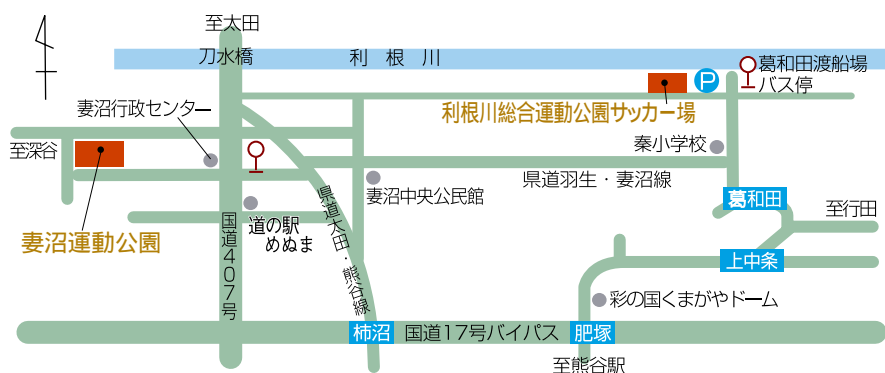 至太田
刀水橋
利根川
葛和田渡船場
バス停
P
妻沼行政センター
利根川総合運動公園サッカー場
秦小学校
至深谷
県道羽生・妻沼線
妻沼中央公民館
葛和田
至行田
妻沼運動公園
国道407号
道の駅
めぬま
県道太田・熊谷線
上中条
彩の国くまがやドーム
柿沼
国道17号バイパス
肥塚
至熊谷駅